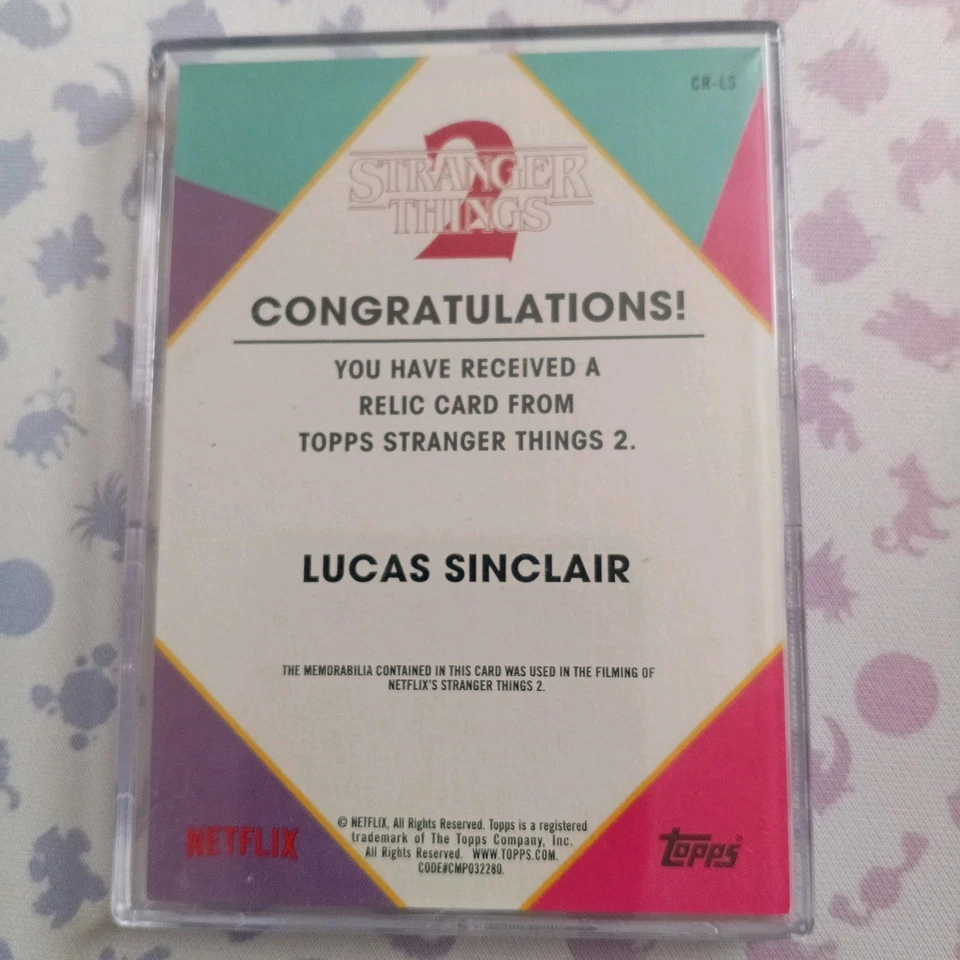 CR-LS
2
STRANGER
THINGS
CONGRATULATIONS!
YOU HAVE RECEIVED A
RELIC CARD FROM
TOPPS STRANGER THINGS 2.
LUCAS SINCLAIR
THE MEMORABILIA CONTAINED IN THIS CARD WAS USED IN THE FILMING OF
NETFLIX'S STRANGER THINGS 2.
© NETFLIX, All Rights Reserved. Topps is a registered
trademark of The Topps Company, Inc.
All Rights Reserved. WWW.TOPPS.COM.
CODE#CMP032280.
NETFLIX
topps®